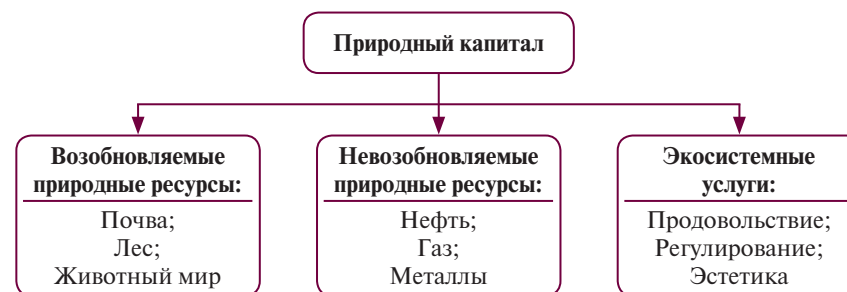 Природный капитал
Возобновляемые
природные ресурсы:
Почва;
Лес;
Животный мир
Невозобновляемые
природные ресурсы:
Нефть;
Газ;
Металлы
Экосистемные
услуги:
Продовольствие;
Регулирование;
Эстетика